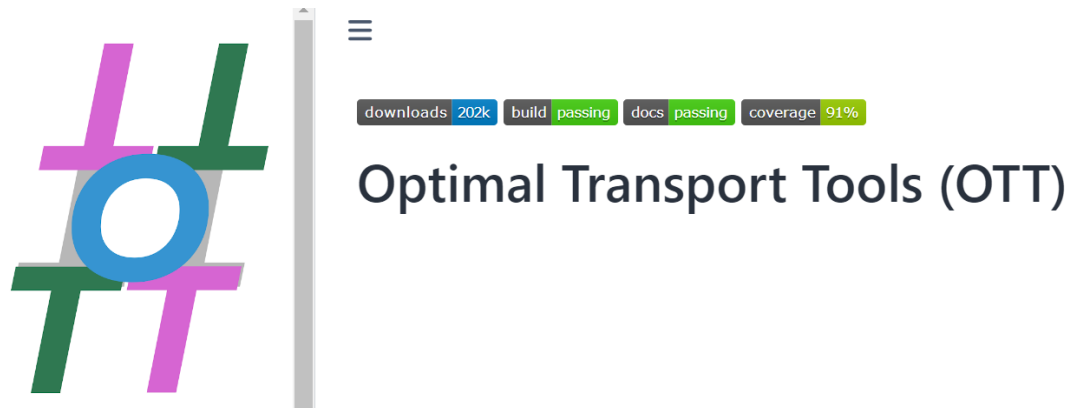 downloads 202k build passing docs passing coverage 91%
Optimal Transport Tools (OTT)